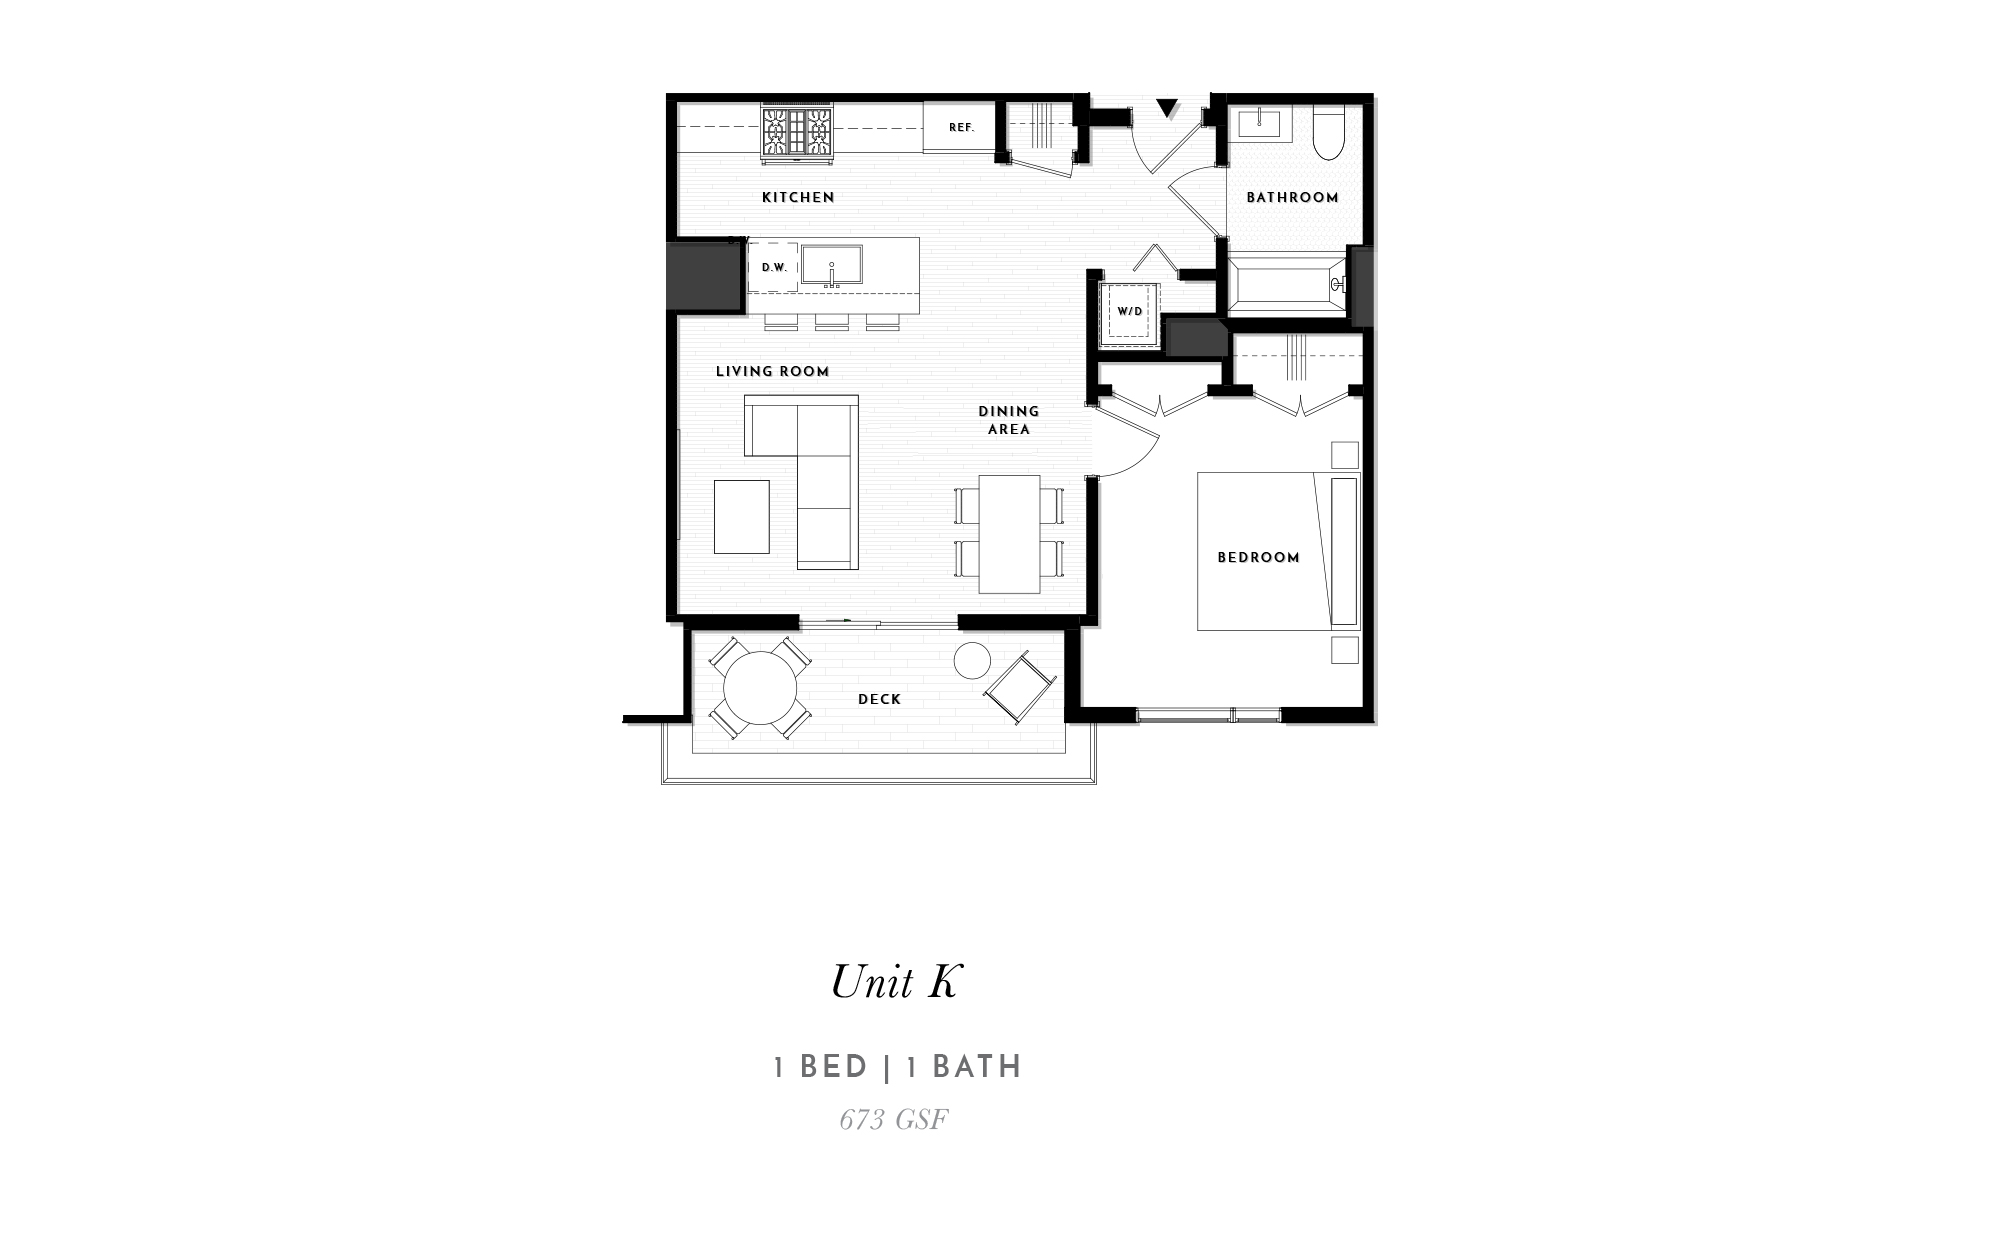 REF.
KITCHEN
BATHROOM
D.W.
W/D
LIVING ROOM
DINING
AREA
BEDROOM
DECK
Unit K
1 BED | 1 BATH
673 GSF